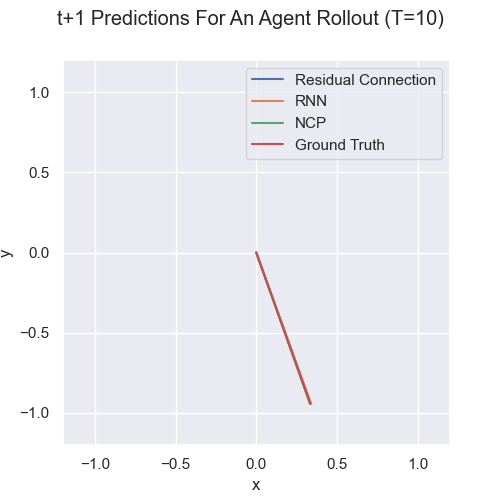 t+1 Predictions For An Agent Rollout (T=10)
Residual Connection
RNN
NCP
Ground Truth
1.0
0.5
0.0
−0.5
−1.0
y
−1.0 −0.5 0.0 0.5 1.0
x